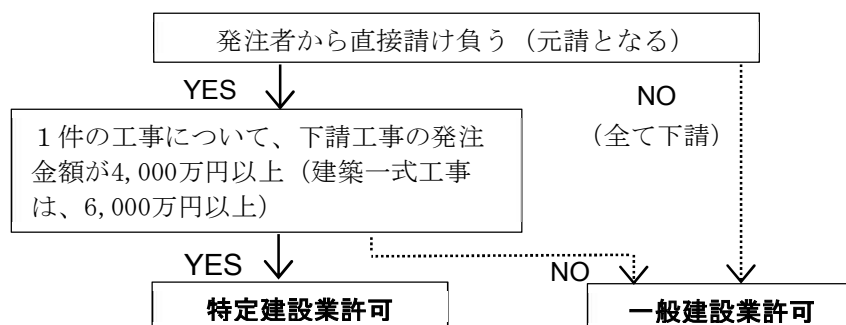 発注者から直接請け負う（元請となる）
YES
NO
（全て下請）
１件の工事について、下請工事の発注
金額が4,000万円以上（建築一式工事
は、6,000万円以上）
YES
NO
特定建設業許可
一般建設業許可